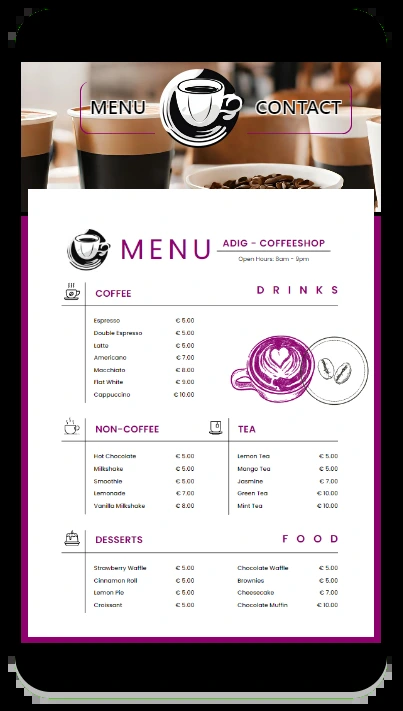 MENU CONTACT
MENU
ADIG - COFFEESHOP
Open Hours: 8am - 9pm
COFFEE
DRINKS
Espresso € 5.00
Double Espresso € 5.00
Latte € 5.00
Americano € 7.00
Macchiato € 8.00
Flat White € 9.00
Cappuccino € 10.00
NON-COFFEE
Hot Chocolate € 5.00
Milkshake € 5.00
Smoothie € 5.00
Lemonade € 7.00
Vanilla Milkshake € 8.00
TEA
Lemon Tea € 5.00
Mango Tea € 5.00
Jasmine € 7.00
Green Tea € 10.00
Mint Tea € 10.00
DESSERTS
FOOD
Strawberry Waffle € 5.00
Cinnamon Roll € 5.00
Lemon Pie € 5.00
Croissant € 5.00
Chocolate Waffle € 5.00
Brownies € 5.00
Cheesecake € 7.00
Chocolate Muffin € 10.00